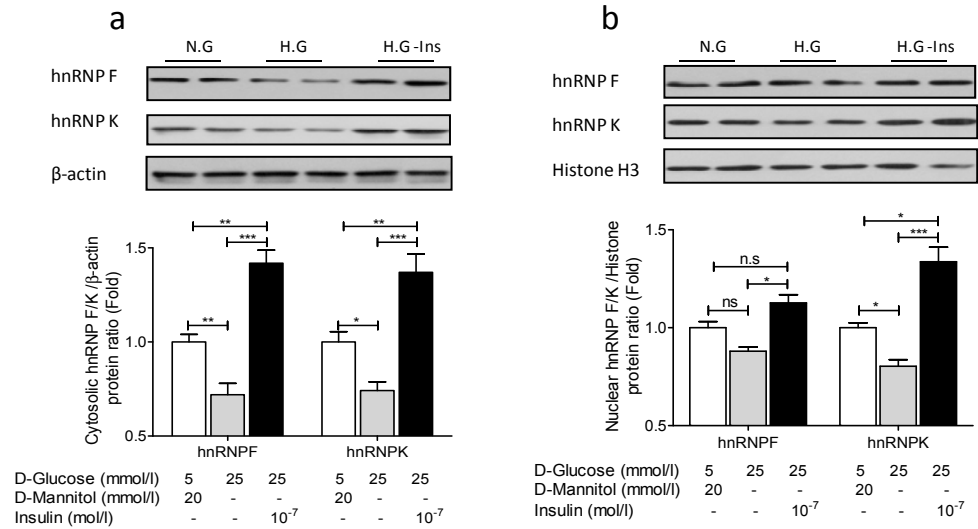 a
N.G H.G H.G -Ins
hnRNP F
hnRNP K
β-actin
Cytosolic hnRNP F/K /β-actin
protein ratio (Fold)
1.5
1.0
0.5
** *** **
** *** *
hnRNPF hnRNPK
D-Glucose (mmol/l) 5 25 25 5 25 25
D-Mannitol (mmol/l) 20 - - 20 - -
Insulin (mol/l) - - 10⁻⁷ - - 10⁻⁷
b
N.G H.G H.G -Ins
hnRNP F
hnRNP K
Histone H3
Nuclear hnRNP F/K /Histone
protein ratio (Fold)
1.5
1.0
0.5
n.s * ns
* *** *
hnRNPF hnRNPK
D-Glucose (mmol/l) 5 25 25 5 25 25
D-Mannitol (mmol/l) 20 - - 20 - -
Insulin (mol/l) - - 10⁻⁷ - - 10⁻⁷